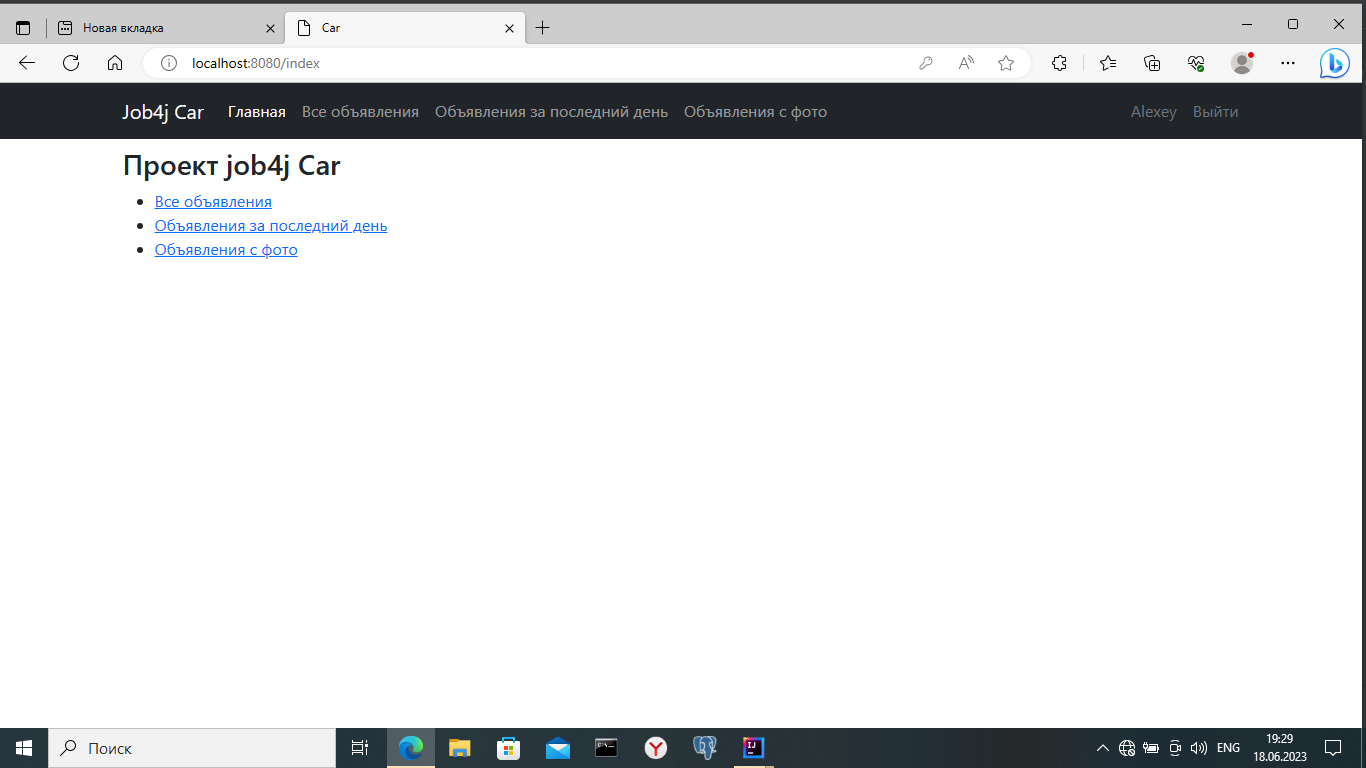 Новая вкладка
Car
localhost:8080/index
Job4j Car Главная Все объявления Объявления за последний день Объявления с фото Alexey Выйти
Проект job4j Car
Все объявления
Объявления за последний день
Объявления с фото
Поиск
ENG
19:29
18.06.2023